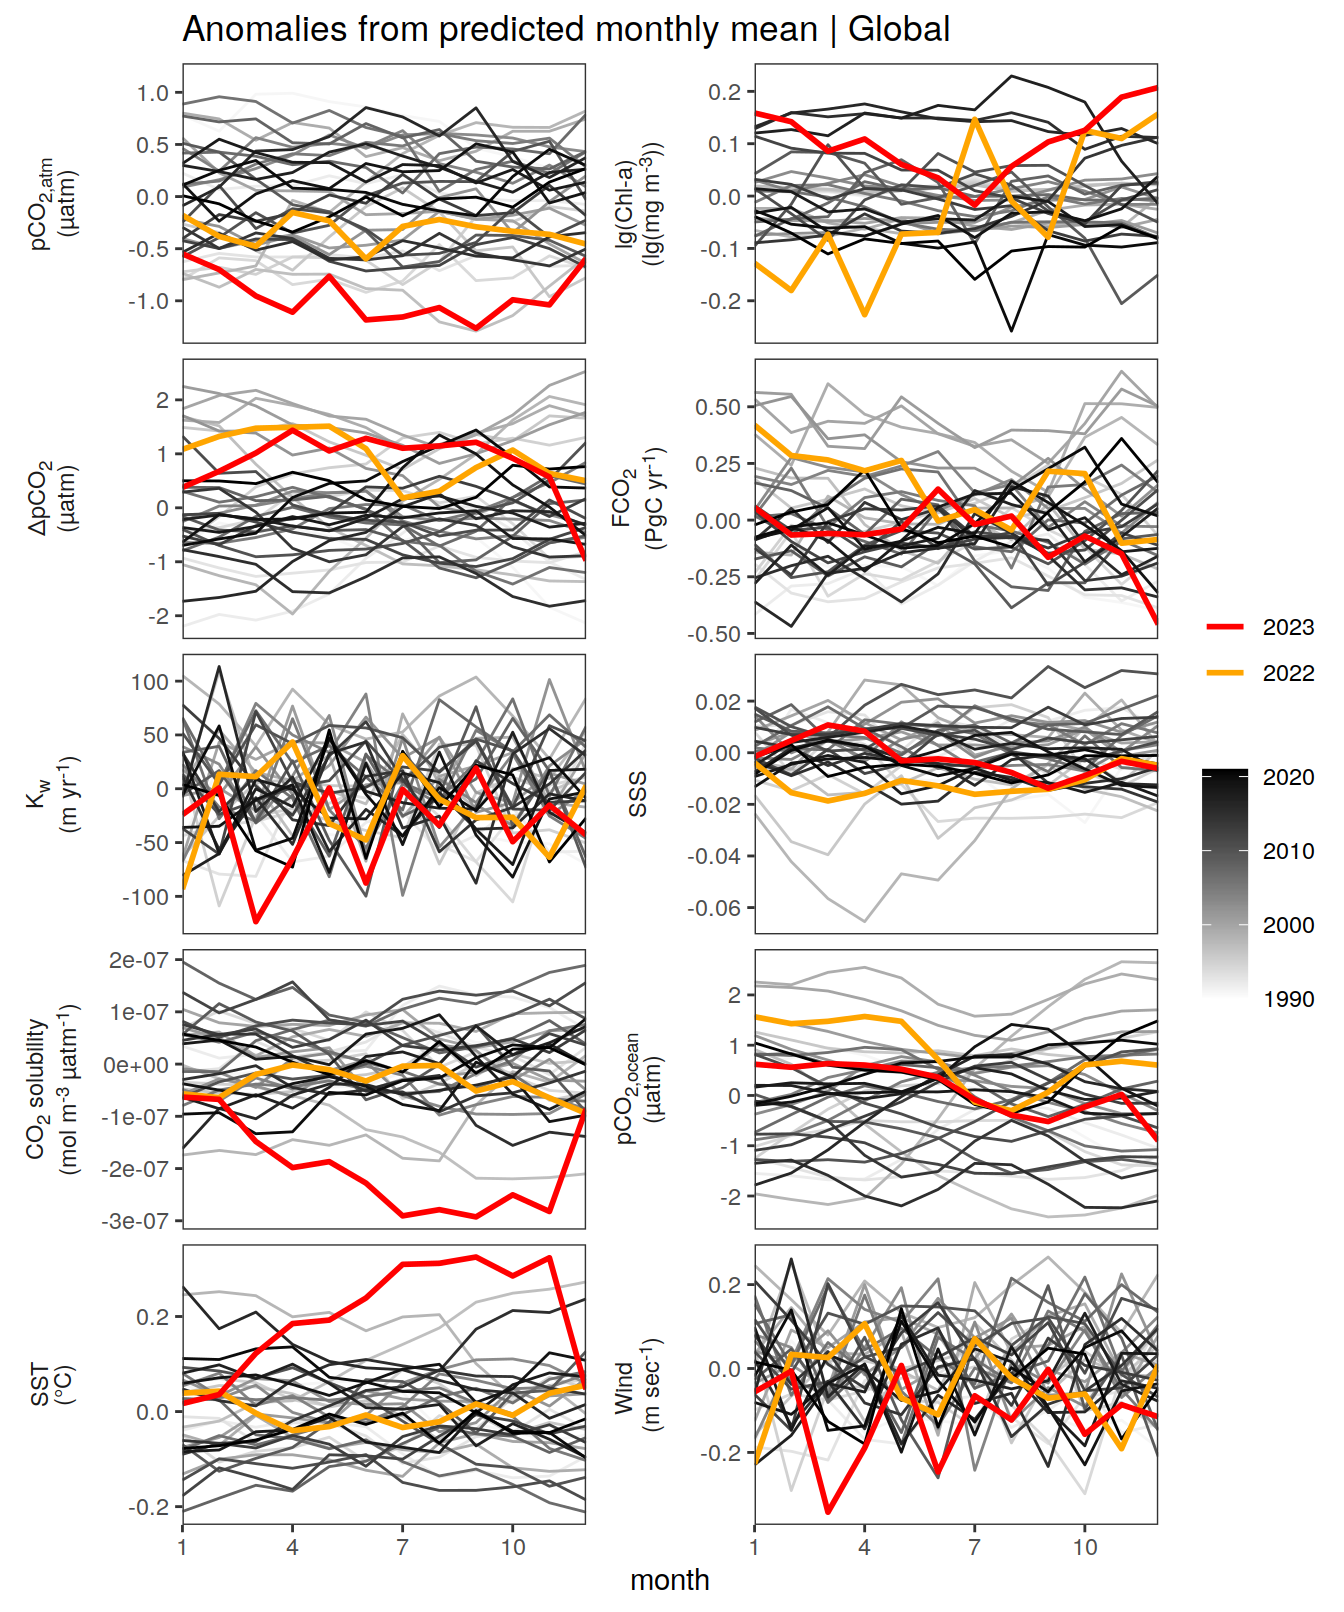 Anomalies from predicted monthly mean | Global
pCO2,atm
(µatm)
1.0
0.5
0.0
-0.5
-1.0
lg(Chl-a)
(lg(mg m-3))
0.2
0.1
0.0
-0.1
-0.2
ΔpCO2
(µatm)
2
1
0
-1
-2
FCO2
(PgC yr-1)
0.50
0.25
0.00
-0.25
-0.50
Kw
(m yr-1)
100
50
0
-50
-100
SSS
0.02
0.00
-0.02
-0.04
-0.06
CO2 solubility
(mol m-3 µatm-1)
2e-07
1e-07
0e+00
-1e-07
-2e-07
-3e-07
pCO2,ocean
(µatm)
2
1
0
-1
-2
SST
(°C)
0.2
0.0
-0.2
Wind
(m sec-1)
0.2
0.0
-0.2
1 4 7 10
1 4 7 10
month
2023
2022
2020
2010
2000
1990